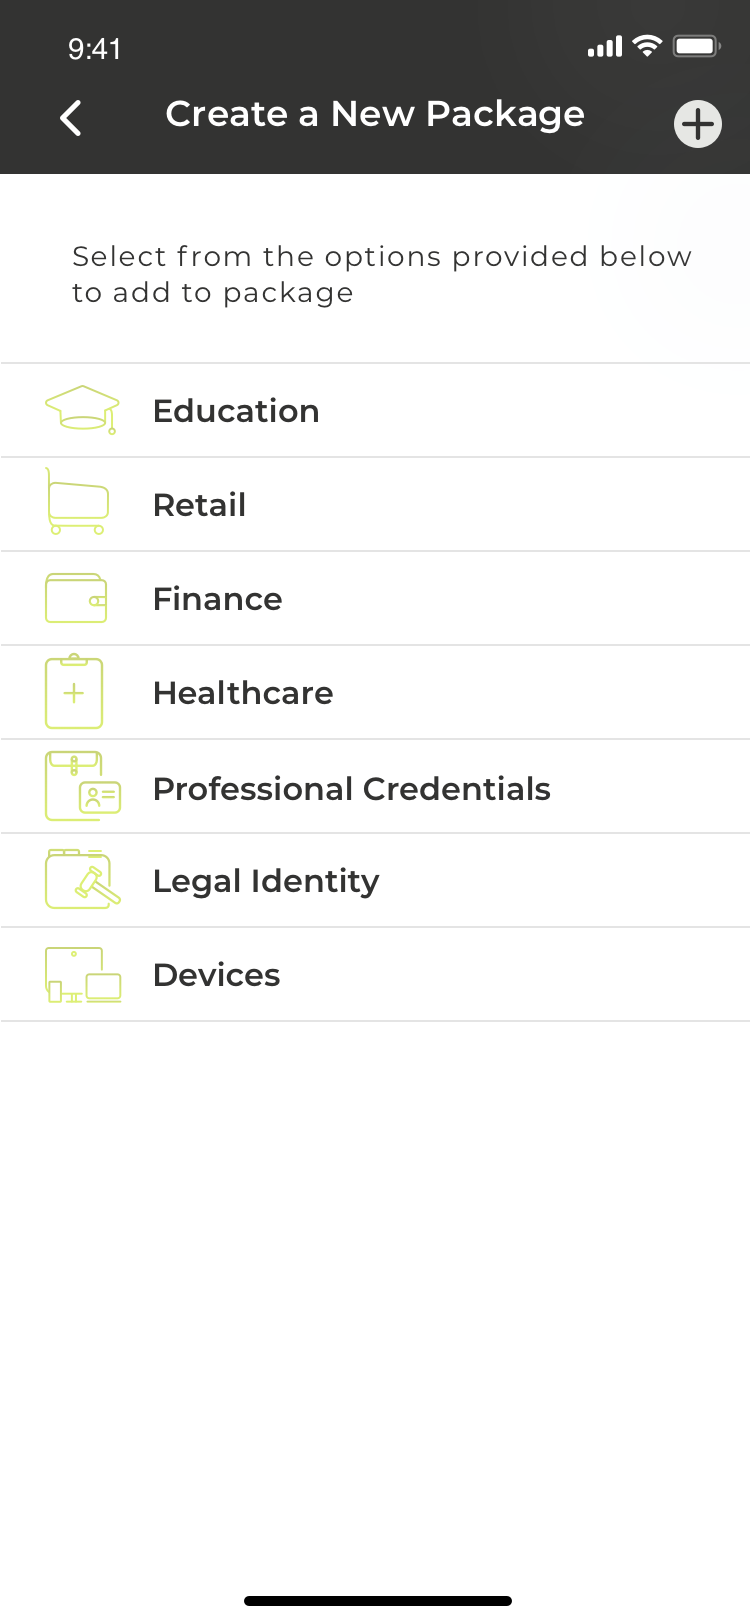 9:41
Create a New Package
Select from the options provided below
to add to package
Education
Retail
Finance
Healthcare
Professional Credentials
Legal Identity
Devices